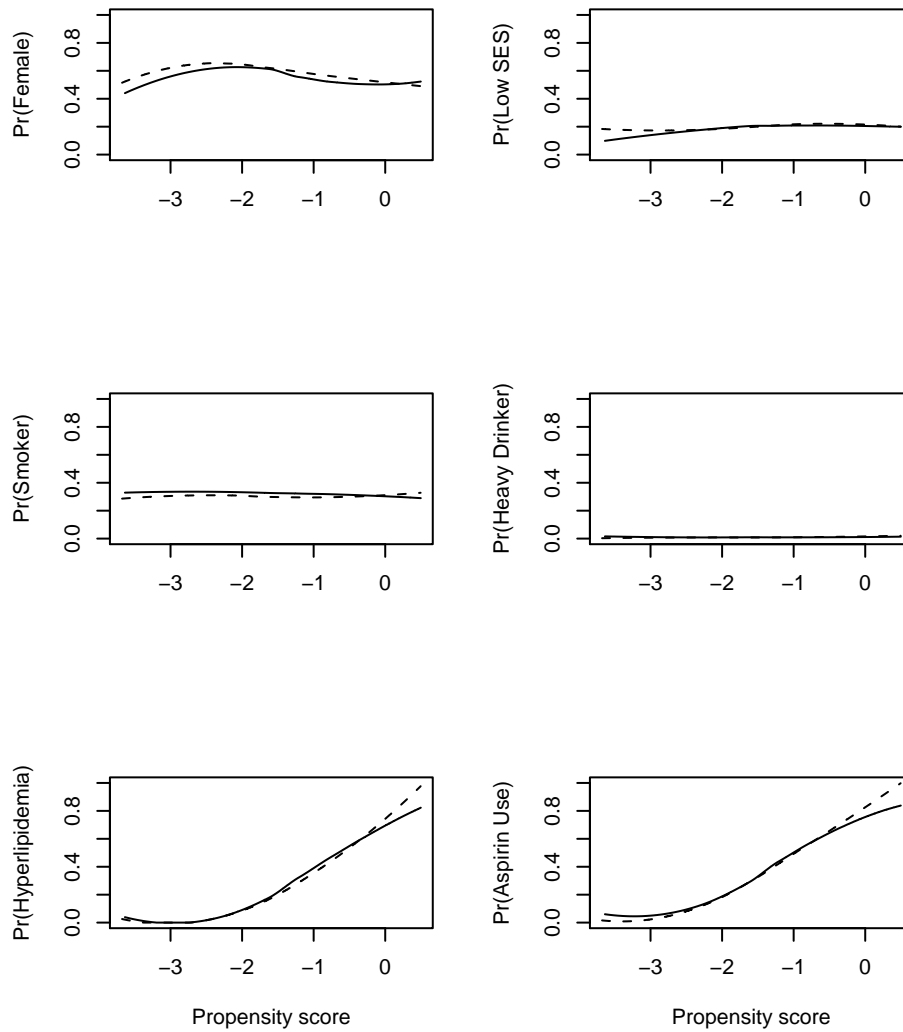 Pr(Female)
0.0 0.4 0.8
−3 −2 −1 0
Pr(Low SES)
0.0 0.4 0.8
−3 −2 −1 0
Pr(Smoker)
0.0 0.4 0.8
−3 −2 −1 0
Pr(Heavy Drinker)
0.0 0.4 0.8
−3 −2 −1 0
Pr(Hyperlipidemia)
0.0 0.4 0.8
−3 −2 −1 0
Propensity score
Pr(Aspirin Use)
0.0 0.4 0.8
−3 −2 −1 0
Propensity score